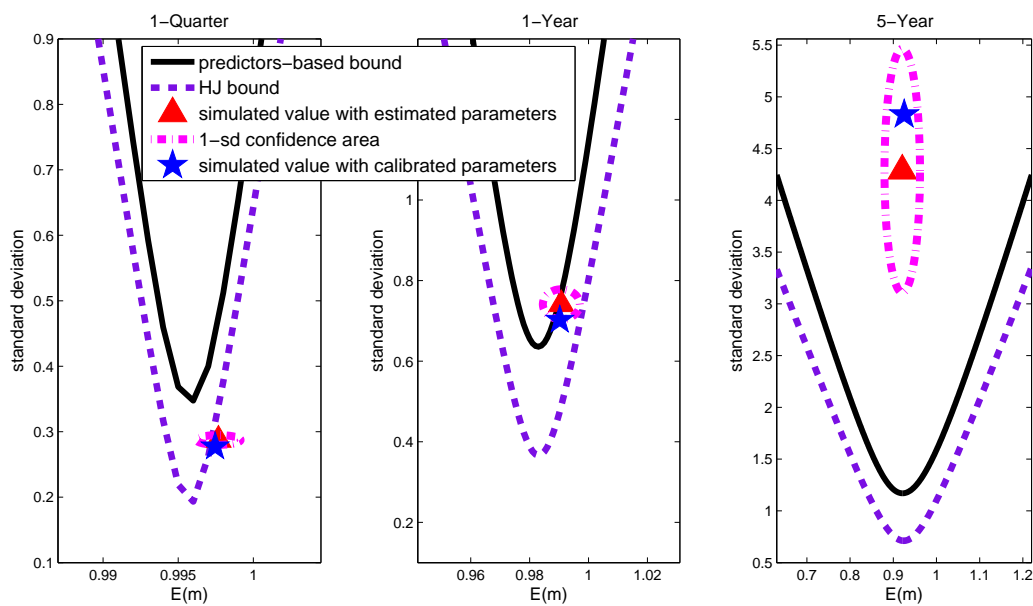 1−Quarter
1−Year
5−Year
predictors−based bound
HJ bound
simulated value with estimated parameters
1−sd confidence area
simulated value with calibrated parameters
standard deviation
0.9
0.8
0.7
0.6
0.5
0.4
0.3
0.2
0.1
0.99
0.995
1
E(m)
standard deviation
1
0.8
0.6
0.4
0.2
0.96
0.98
1
1.02
E(m)
standard deviation
5.5
5
4.5
4
3.5
3
2.5
2
1.5
1
0.5
0.7
0.8
0.9
1
1.1
1.2
E(m)